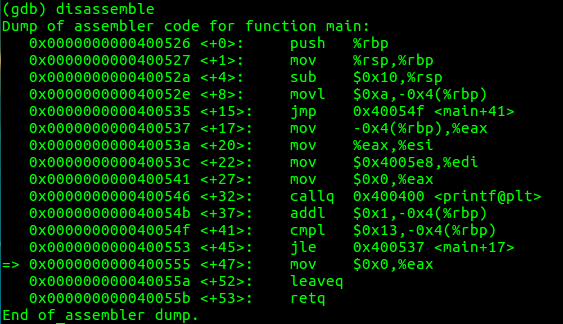 (gdb) disassemble
Dump of assembler code for function main:
   0x0000000000400526 <+0>:     push   %rbp
   0x0000000000400527 <+1>:     mov    %rsp,%rbp
   0x000000000040052a <+4>:     sub    $0x10,%rsp
   0x000000000040052e <+8>:     movl   $0xa,-0x4(%rbp)
   0x0000000000400535 <+15>:    jmp    0x40054f <main+41>
   0x0000000000400537 <+17>:    mov    -0x4(%rbp),%eax
   0x000000000040053a <+20>:    mov    %eax,%esi
   0x000000000040053c <+22>:    mov    $0x4005e8,%edi
   0x0000000000400541 <+27>:    mov    $0x0,%eax
   0x0000000000400546 <+32>:    callq  0x400400 <printf@plt>
   0x000000000040054b <+37>:    addl   $0x1,-0x4(%rbp)
   0x000000000040054f <+41>:    cmpl   $0x13,-0x4(%rbp)
   0x0000000000400553 <+45>:    jle    0x400537 <main+17>
=> 0x0000000000400555 <+47>:    mov    $0x0,%eax
   0x000000000040055a <+52>:    leaveq
   0x000000000040055b <+53>:    retq
End of assembler dump.